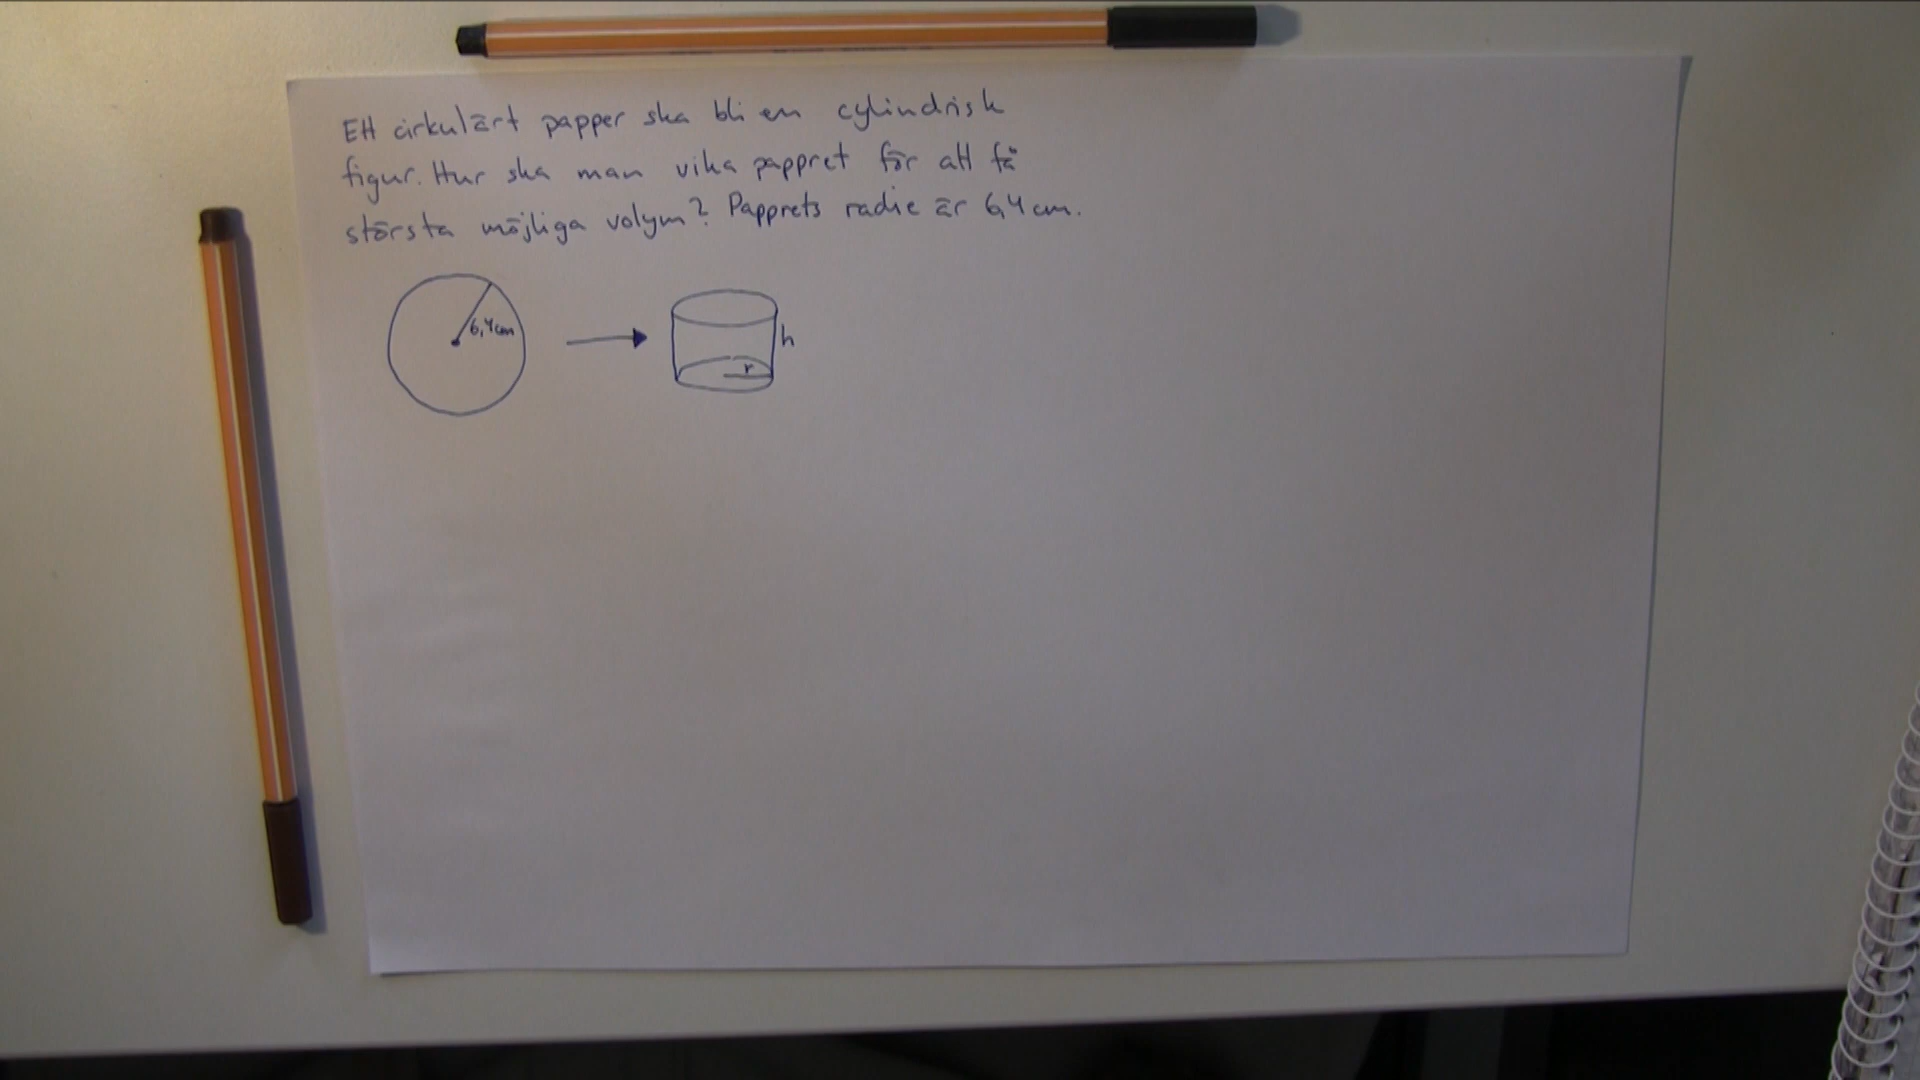 Ett cirkulärt papper ska bli en cylindrisk
figur. Hur ska man vika pappret för att få
största möjliga volym? Papprets radie är 6,4 cm.
6,4 cm
h
r